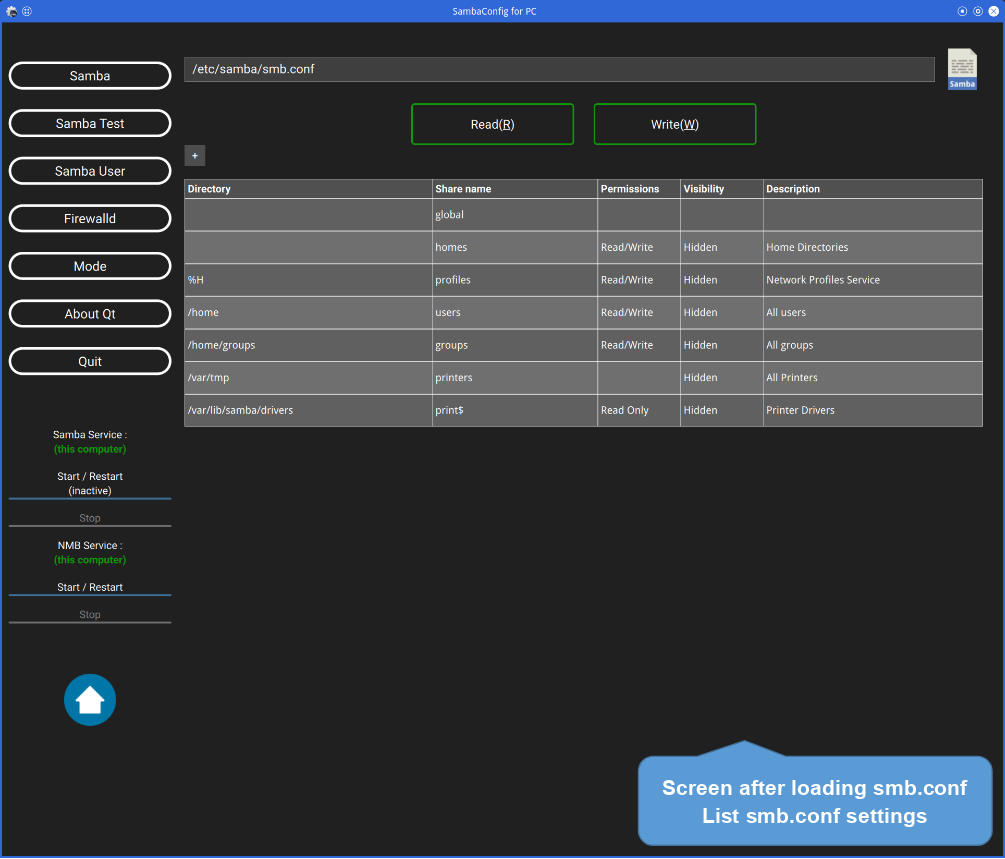 SambaConfig for PC
Samba
Samba Test
Samba User
Firewalld
Mode
About Qt
Quit
Samba Service :
(this computer)
Start / Restart
(inactive)
Stop
NMB Service :
(this computer)
Start / Restart
Stop
/etc/samba/smb.conf
Samba
Read(R)
Write(W)
+
Directory Share name Permissions Visibility Description
global
homes Read/Write Hidden Home Directories
%H profiles Read/Write Hidden Network Profiles Service
/home users Read/Write Hidden All users
/home/groups groups Read/Write Hidden All groups
/var/tmp printers Hidden All Printers
/var/lib/samba/drivers print$ Read Only Hidden Printer Drivers
Screen after loading smb.conf
List smb.conf settings